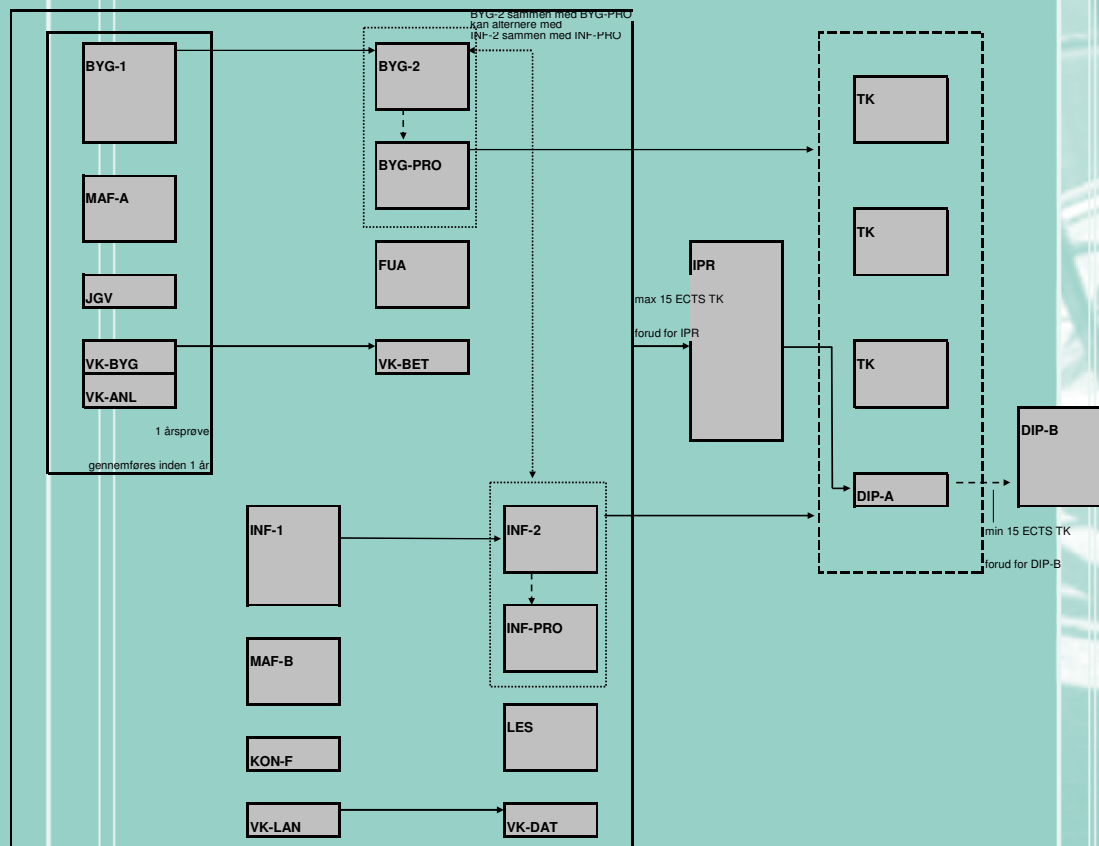 BYG-2 sammen med BYG-PRO
kan alternere med
INF-2 sammen med INF-PRO
BYG-1
BYG-2
TK
BYG-PRO
MAF-A
TK
FUA
IPR
JGV
max 15 ECTS TK
forud for IPR
VK-BYG
VK-BET
TK
VK-ANL
1 årsprøve
gennemføres inden 1 år
DIP-B
DIP-A
INF-1
INF-2
min 15 ECTS TK
forud for DIP-B
INF-PRO
MAF-B
LES
KON-F
VK-LAN
VK-DAT